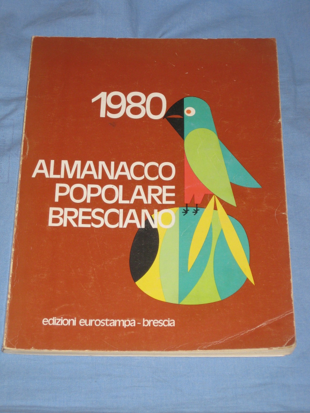 1980
ALMANACCO
POPOLARE
BRESCIANO
edizioni eurostampa - brescia